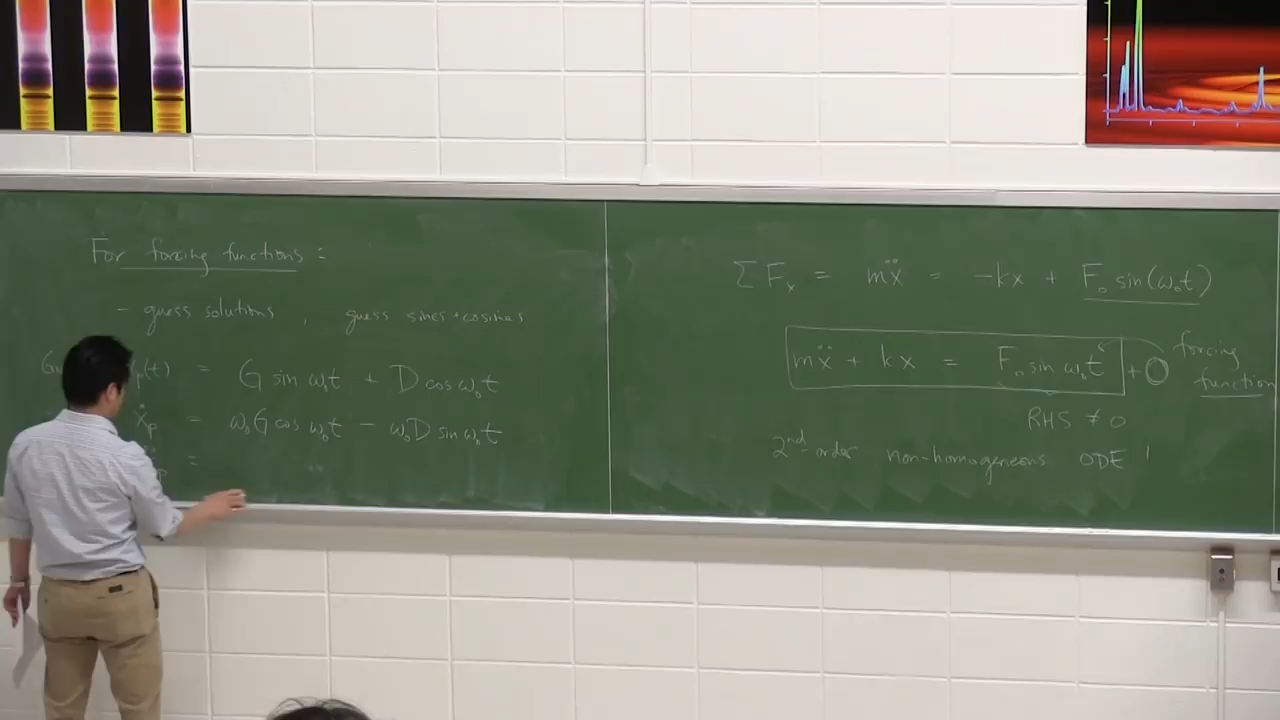 For forcing functions :
- guess solutions , guess sines + cosines
p(t) = G sin ω₀t + D cos ω₀t
ẋp = ω₀G cos ω₀t - ω₀D sin ω₀t
p =
ΣFx = mẍ = -kx + F₀ sin(ω₀t)
mẍ + kx = F₀ sin ω₀t + 0
forcing
function
RHS ≠ 0
2nd-order non-homogeneous ODE !